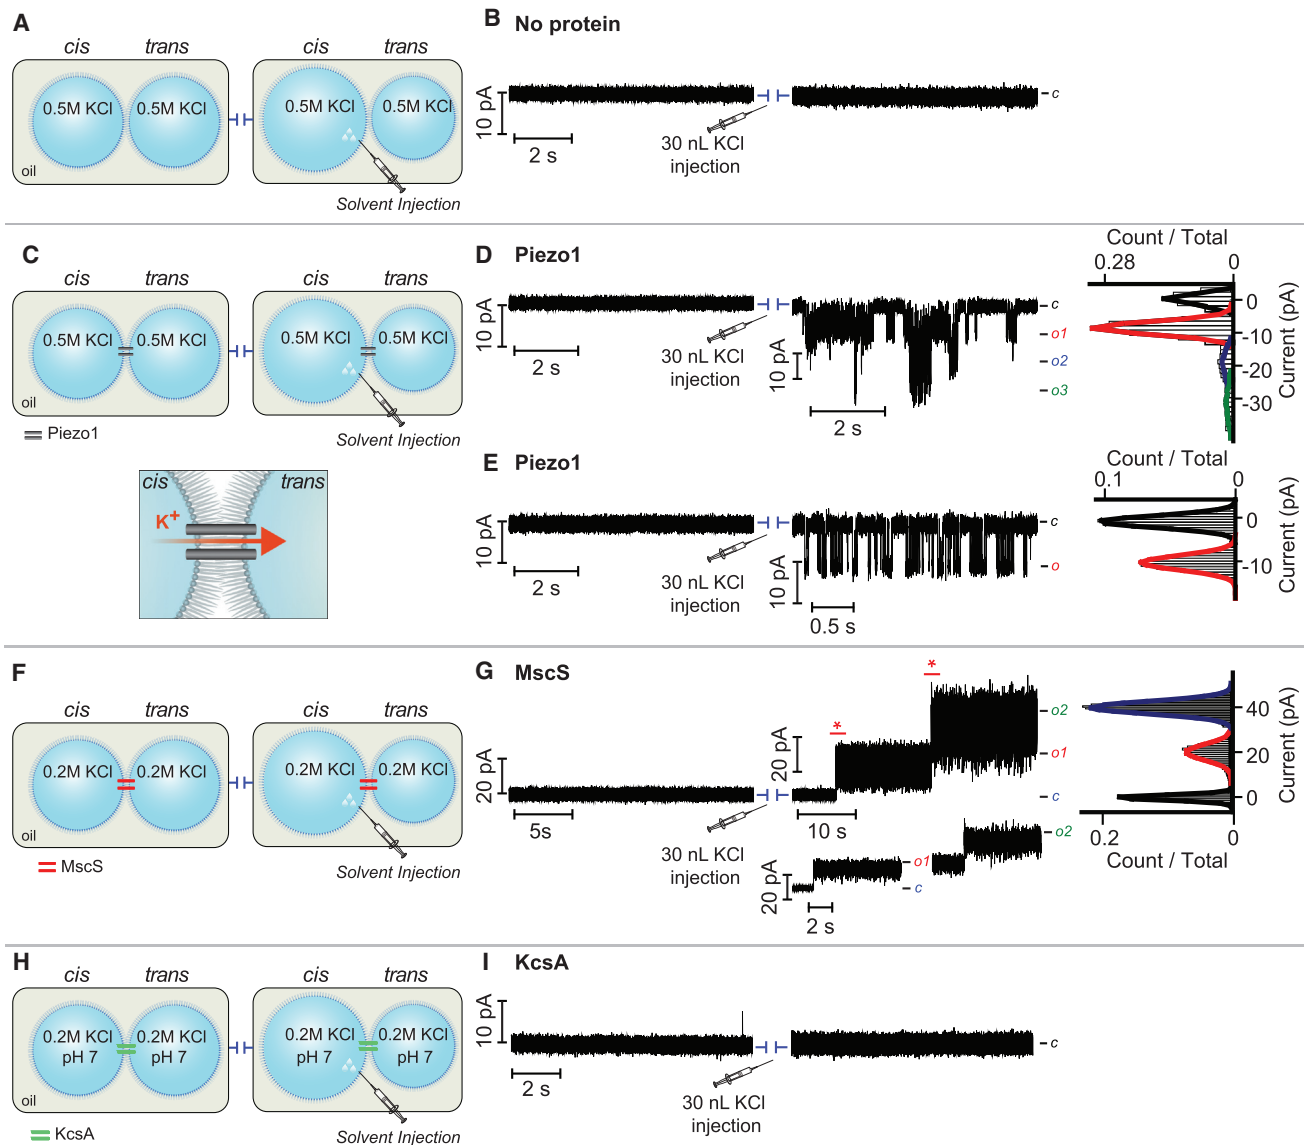 A
cis trans
0.5M KCl 0.5M KCl
oil
cis trans
0.5M KCl 0.5M KCl
Solvent Injection
B No protein
10 pA
2 s
30 nL KCl
injection
c
C
cis trans
0.5M KCl 0.5M KCl
oil
Piezo1
cis trans
0.5M KCl 0.5M KCl
Solvent Injection
cis trans
K+
D Piezo1
10 pA
2 s
30 nL KCl
injection
10 pA
2 s
c
o1
o2
o3
Count / Total
0.28 0
0
-10
-20
-30
Current (pA)
E Piezo1
10 pA
2 s
30 nL KCl
injection
10 pA
0.5 s
c
o
Count / Total
0.1 0
0
-10
Current (pA)
F
cis trans
0.2M KCl 0.2M KCl
oil
MscS
cis trans
0.2M KCl 0.2M KCl
Solvent Injection
G MscS
20 pA
5s
30 nL KCl
injection
20 pA
10 s
*
*
o2
o1
c
20 pA
2 s
o1
c
o2
40
20
0
Current (pA)
0.2 0
Count / Total
H
cis trans
0.2M KCl 0.2M KCl
pH 7 pH 7
oil
KcsA
cis trans
0.2M KCl 0.2M KCl
pH 7 pH 7
Solvent Injection
I KcsA
10 pA
2 s
30 nL KCl
injection
c